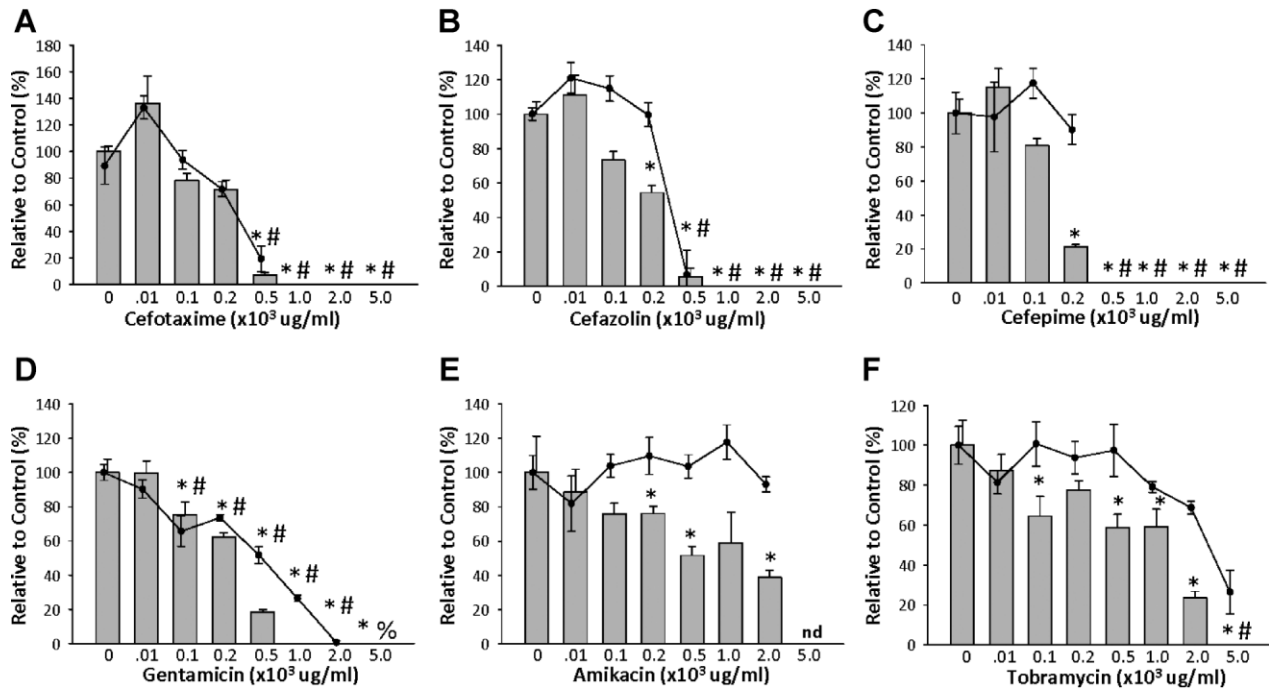 A
Relative to Control (%)
180
160
140
120
100
80
60
40
20
0
* #
* # * # * #
0 .01 0.1 0.2 0.5 1.0 2.0 5.0
Cefotaxime (x10³ ug/ml)
B
Relative to Control (%)
140
120
100
80
60
40
20
0
*
* #
* # * # * #
0 .01 0.1 0.2 0.5 1.0 2.0 5.0
Cefazolin (x10³ ug/ml)
C
Relative to Control (%)
140
120
100
80
60
40
20
0
*
* # * # * # * #
0 .01 0.1 0.2 0.5 1.0 2.0 5.0
Cefepime (x10³ ug/ml)
D
Relative to Control (%)
140
120
100
80
60
40
20
0
* #
* #
* #
* #
* #
* %
0 .01 0.1 0.2 0.5 1.0 2.0 5.0
Gentamicin (x10³ ug/ml)
E
Relative to Control (%)
140
120
100
80
60
40
20
0
*
*
*
nd
0 .01 0.1 0.2 0.5 1.0 2.0 5.0
Amikacin (x10³ ug/ml)
F
Relative to Control (%)
120
100
80
60
40
20
0
*
* *
*
* #
0 .01 0.1 0.2 0.5 1.0 2.0 5.0
Tobramycin (x10³ ug/ml)